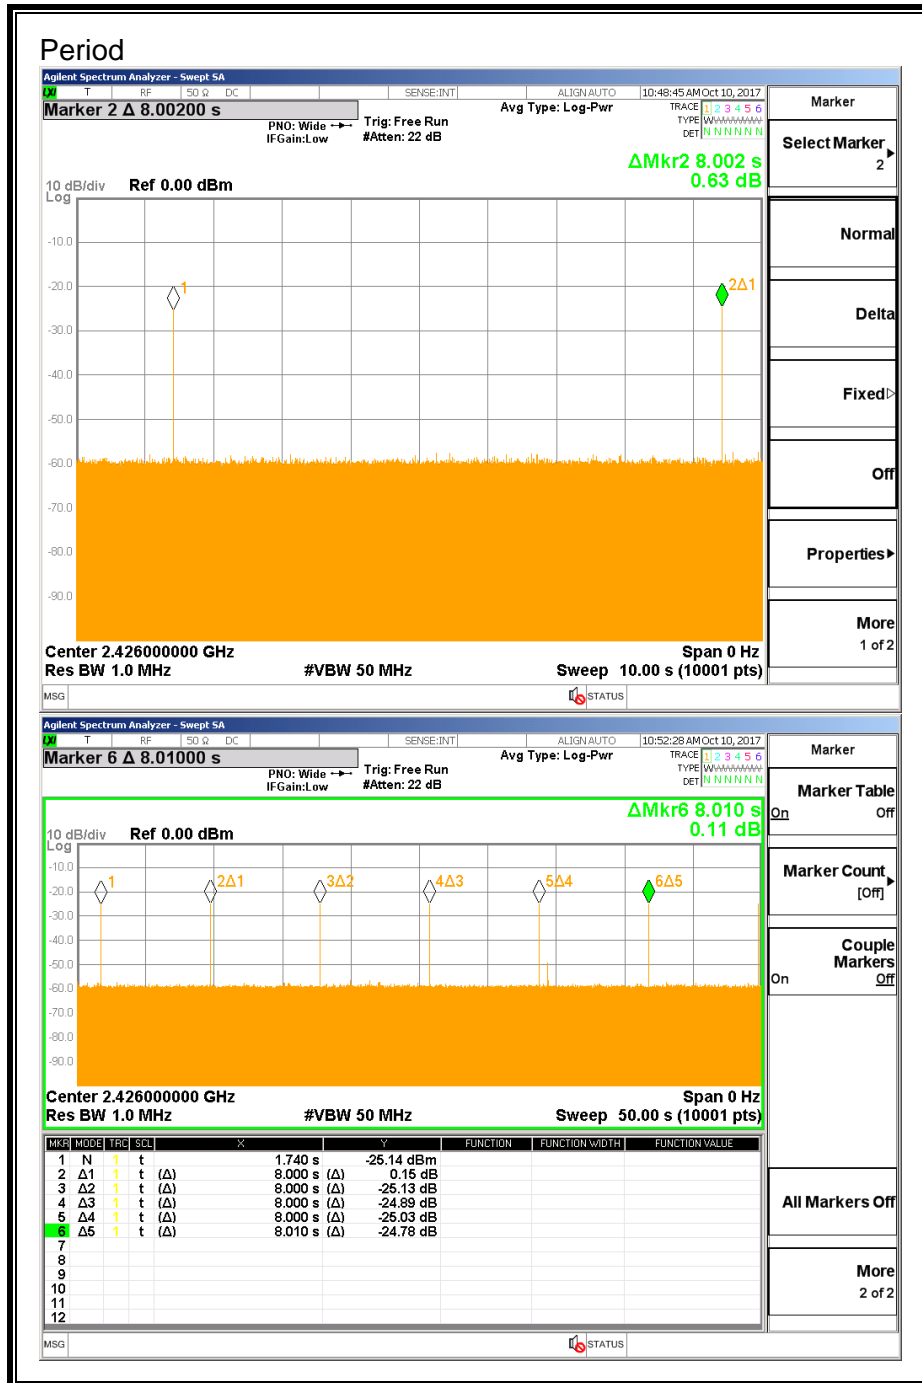 Period
Agilent Spectrum Analyzer - Swept SA
LXI T RF 50 Ω DC SENSE:INT ALIGN AUTO 10:48:45 AM Oct 10, 2017
Marker 2 Δ 8.00200 s
PNO: Wide
IFGain:Low
Trig: Free Run
#Atten: 22 dB
Avg Type: Log-Pwr
TRACE 1 2 3 4 5 6
TYPE
DET N N N N N N
ΔMkr2 8.002 s
0.63 dB
10 dB/div
Log
Ref 0.00 dBm
-10.0
-20.0
-30.0
-40.0
-50.0
-60.0
-70.0
-80.0
-90.0
1
2Δ1
Center 2.426000000 GHz
Span 0 Hz
Res BW 1.0 MHz
#VBW 50 MHz
Sweep 10.00 s (10001 pts)
MSG
STATUS
Marker
Select Marker
2
Normal
Delta
Fixed
Off
Properties
More
1 of 2
Agilent Spectrum Analyzer - Swept SA
LXI T RF 50 Ω DC SENSE:INT ALIGN AUTO 10:52:28 AM Oct 10, 2017
Marker 6 Δ 8.01000 s
PNO: Wide
IFGain:Low
Trig: Free Run
#Atten: 22 dB
Avg Type: Log-Pwr
TRACE 1 2 3 4 5 6
TYPE
DET N N N N N N
ΔMkr6 8.010 s
0.11 dB
10 dB/div
Log
Ref 0.00 dBm
-10.0
-20.0
-30.0
-40.0
-50.0
-60.0
-70.0
-80.0
-90.0
1 2Δ1 3Δ2 4Δ3 5Δ4 6Δ5
Center 2.426000000 GHz
Span 0 Hz
Res BW 1.0 MHz
#VBW 50 MHz
Sweep 50.00 s (10001 pts)
MKR MODE TRC SCL X Y FUNCTION FUNCTION WIDTH FUNCTION VALUE
1 N 1 t 1.740 s -25.14 dBm
2 Δ1 1 t (Δ) 8.000 s (Δ) 0.15 dB
3 Δ2 1 t (Δ) 8.000 s (Δ) -25.13 dB
4 Δ3 1 t (Δ) 8.000 s (Δ) -24.89 dB
5 Δ4 1 t (Δ) 8.000 s (Δ) -25.03 dB
6 Δ5 1 t (Δ) 8.010 s (Δ) -24.78 dB
7
8
9
10
11
12
MSG
STATUS
Marker
Marker Table
On Off
Marker Count
[Off]
Couple
Markers
On Off
All Markers Off
More
2 of 2